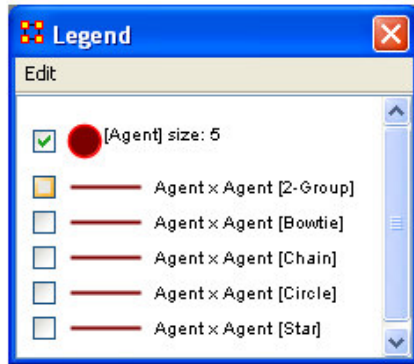 Legend
Edit
[Agent] size: 5
Agent x Agent [2-Group]
Agent x Agent [Bowtie]
Agent x Agent [Chain]
Agent x Agent [Circle]
Agent x Agent [Star]